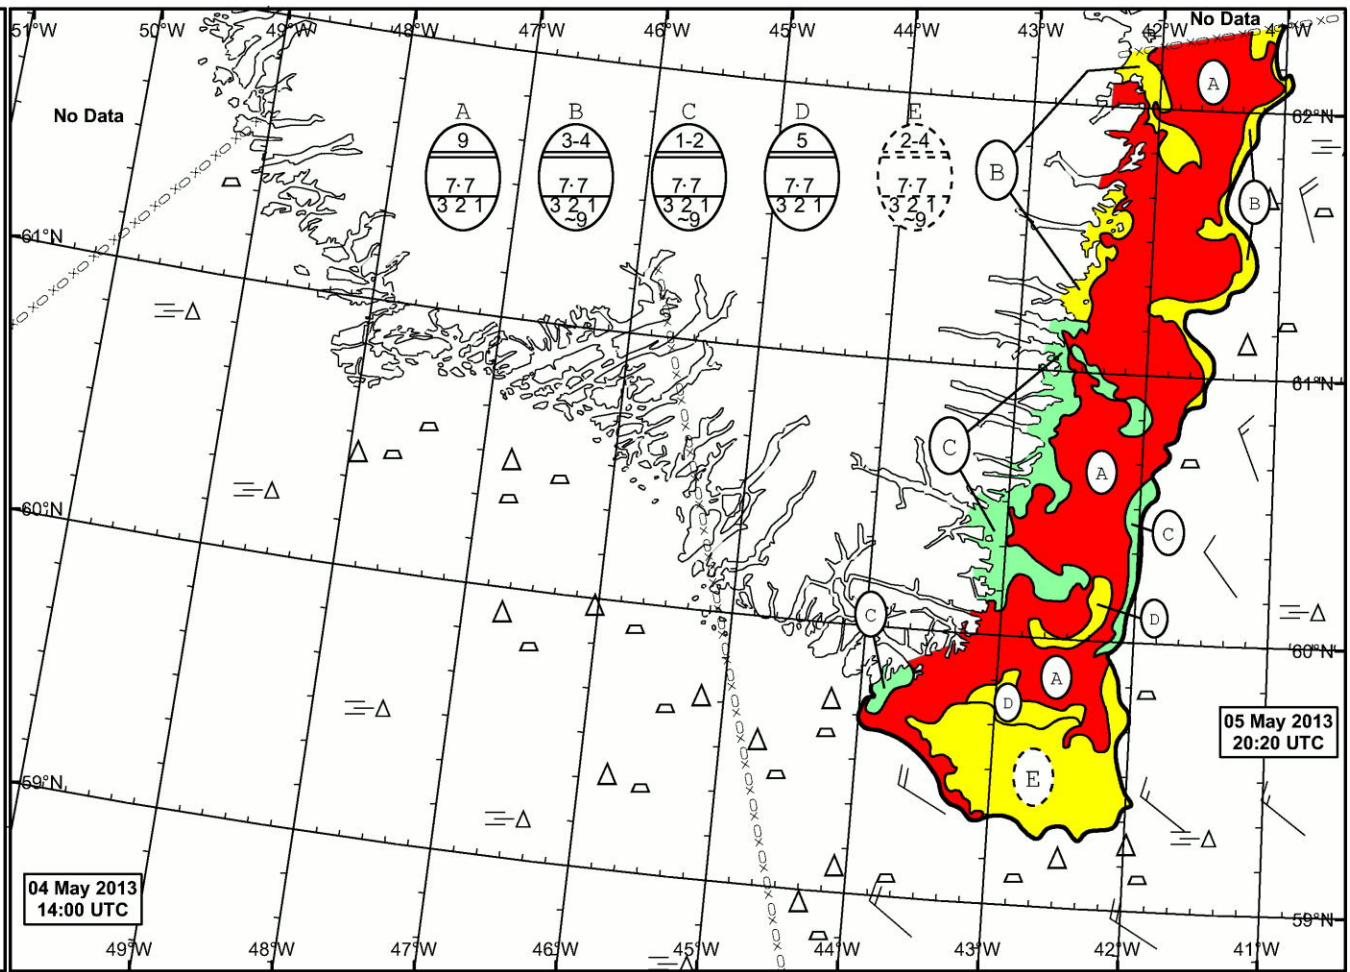 51°W 50°W 49°W 48°W 47°W 46°W 45°W 44°W 43°W 42°W 41°W
No Data
No Data
A B C D E
9 3-4 1-2 5 2-4
7·7 7·7 7·7 7·7 7·7
3 2 1 3 2 1 3 2 1 3 2 1 3 2 1
~9 ~9 ~9
A
62°N
B
B
61°N
61°N
C
A
C
60°N
C
D
60°N
A
D
05 May 2013
20:20 UTC
E
59°N
04 May 2013
14:00 UTC
59°N
49°W 48°W 47°W 46°W 45°W 44°W 43°W 42°W 41°W